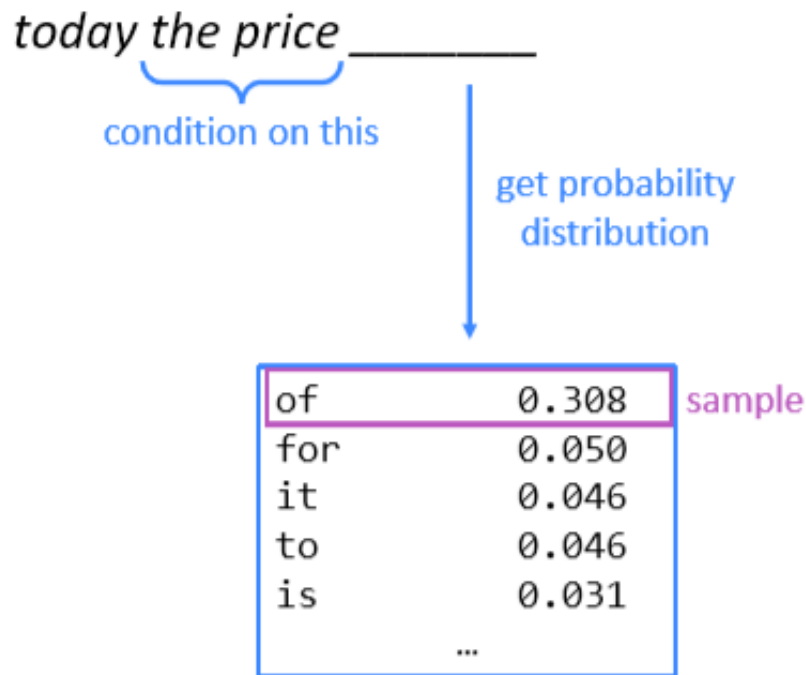 today the price _______
condition on this
get probability
distribution
of 0.308 sample
for 0.050
it 0.046
to 0.046
is 0.031
…